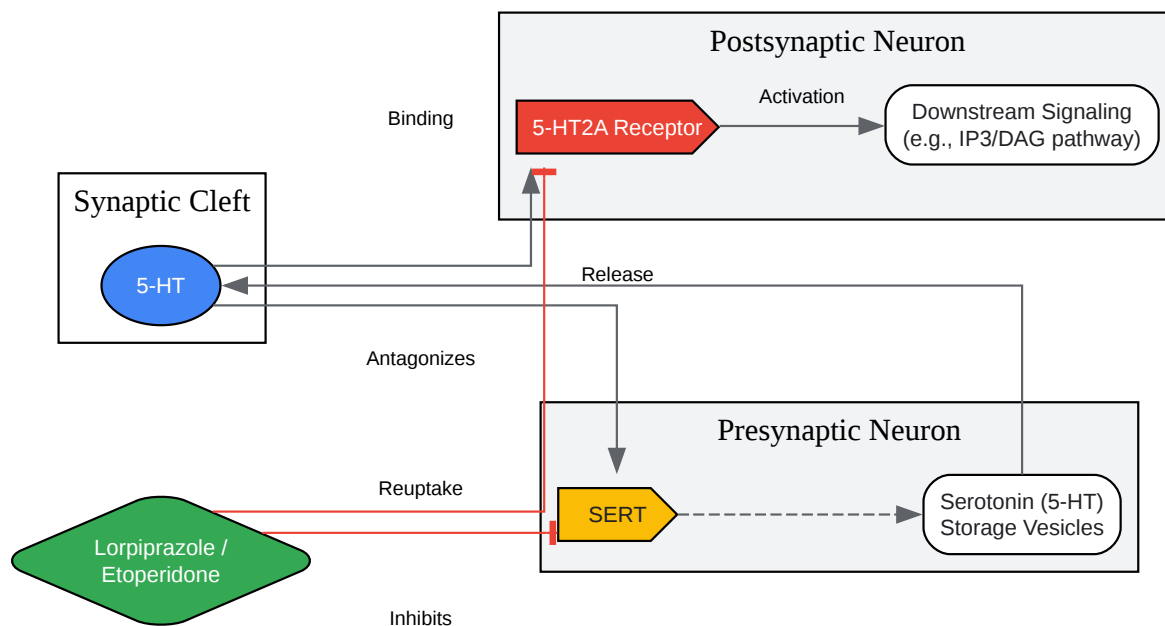 Postsynaptic Neuron
Binding
5-HT2A Receptor
Activation
Downstream Signaling
(e.g., IP3/DAG pathway)
Synaptic Cleft
5-HT
Release
Antagonizes
Presynaptic Neuron
Reuptake
SERT
Serotonin (5-HT)
Storage Vesicles
Lorpiprazole /
Etoperidone
Inhibits